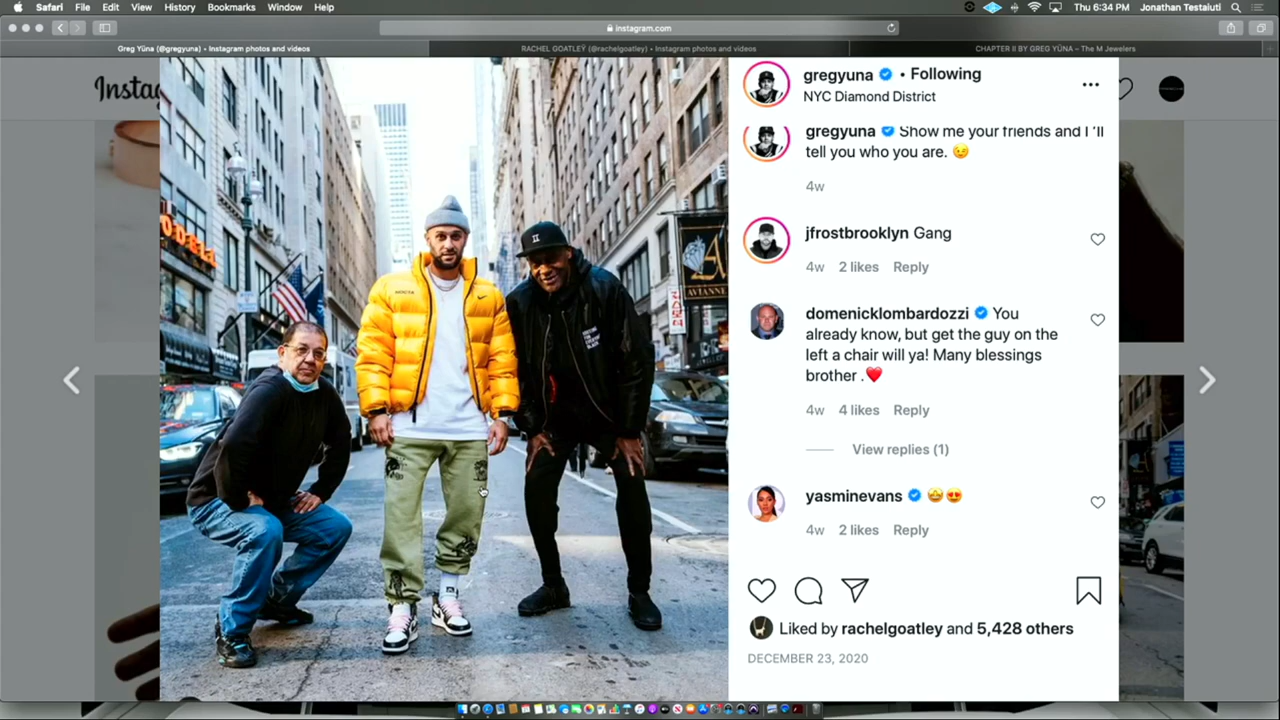 Safari File Edit View History Bookmarks Window Help
Thu 6:34 PM Jonathan Testaluti
instagram.com
Greg Yüna (@gregyuna) • Instagram photos and videos
RACHEL GOATLEY (@rachelgoatley) • Instagram photos and videos
CHAPTER II BY GREG YÜNA – The M Jewelers
Instag
ODELL
II
AVIANNE
gregyuna • Following
NYC Diamond District
gregyuna Show me your friends and I 'll
tell you who you are. 😉
4w
jfrostbrooklyn Gang
4w 2 likes Reply
domenicklombardozzi You
already know, but get the guy on the
left a chair will ya! Many blessings
brother .❤️
4w 4 likes Reply
View replies (1)
yasminevans 🤩😍
4w 2 likes Reply
Liked by rachelgoatley and 5,428 others
DECEMBER 23, 2020